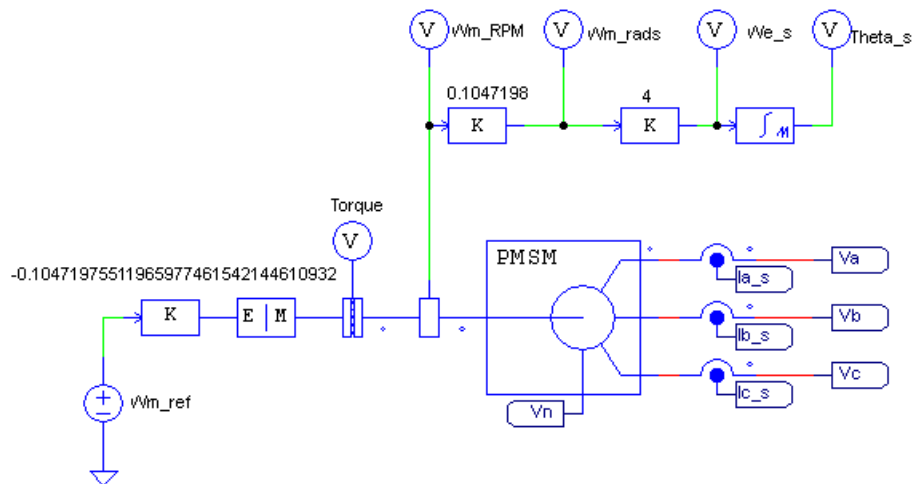 V Wm_RPM V Wm_rads V We_s V Theta_s
0.1047198 4
K K ∫ M
Torque
V
-0.10471975511965977461542144610932
PMSM
K E | M
Va
Ia_s
Vb
Ib_s
Vc
Ic_s
Wm_ref
Vn